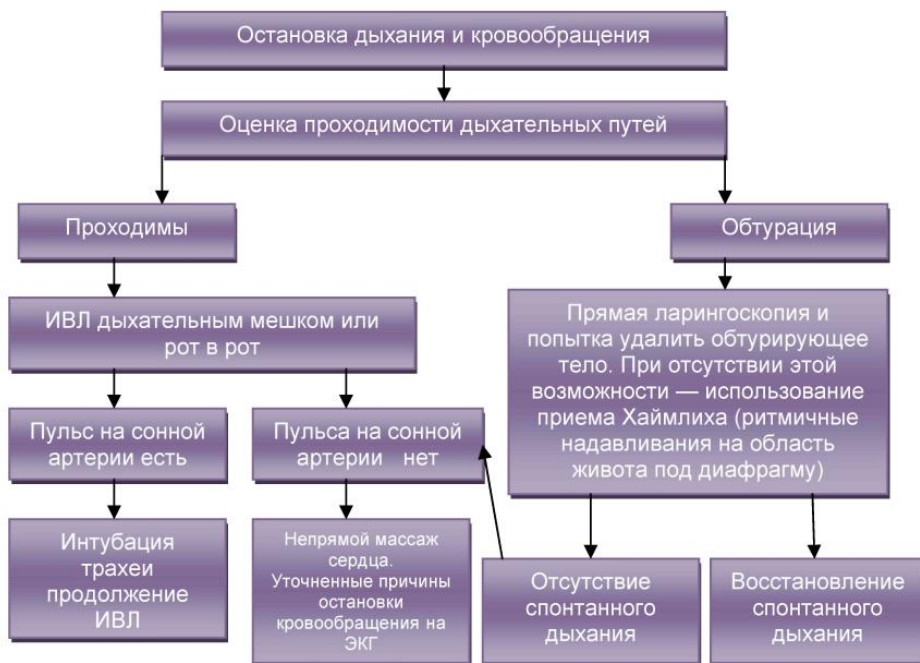 Остановка дыхания и кровообращения
Оценка проходимости дыхательных путей
Проходимы
Обтурация
ИВЛ дыхательным мешком или
рот в рот
Прямая ларингоскопия и
попытка удалить обтурирующее
тело. При отсутствии этой
возможности — использование
приема Хаймлиха (ритмичные
надавливания на область
живота под диафрагму)
Пульс на сонной
артерии есть
Пульса на сонной
артерии нет
Интубация
трахеи
продолжение
ИВЛ
Непрямой массаж
сердца.
Уточненные причины
остановки
кровообращения на
ЭКГ
Отсутствие
спонтанного
дыхания
Восстановление
спонтанного
дыхания